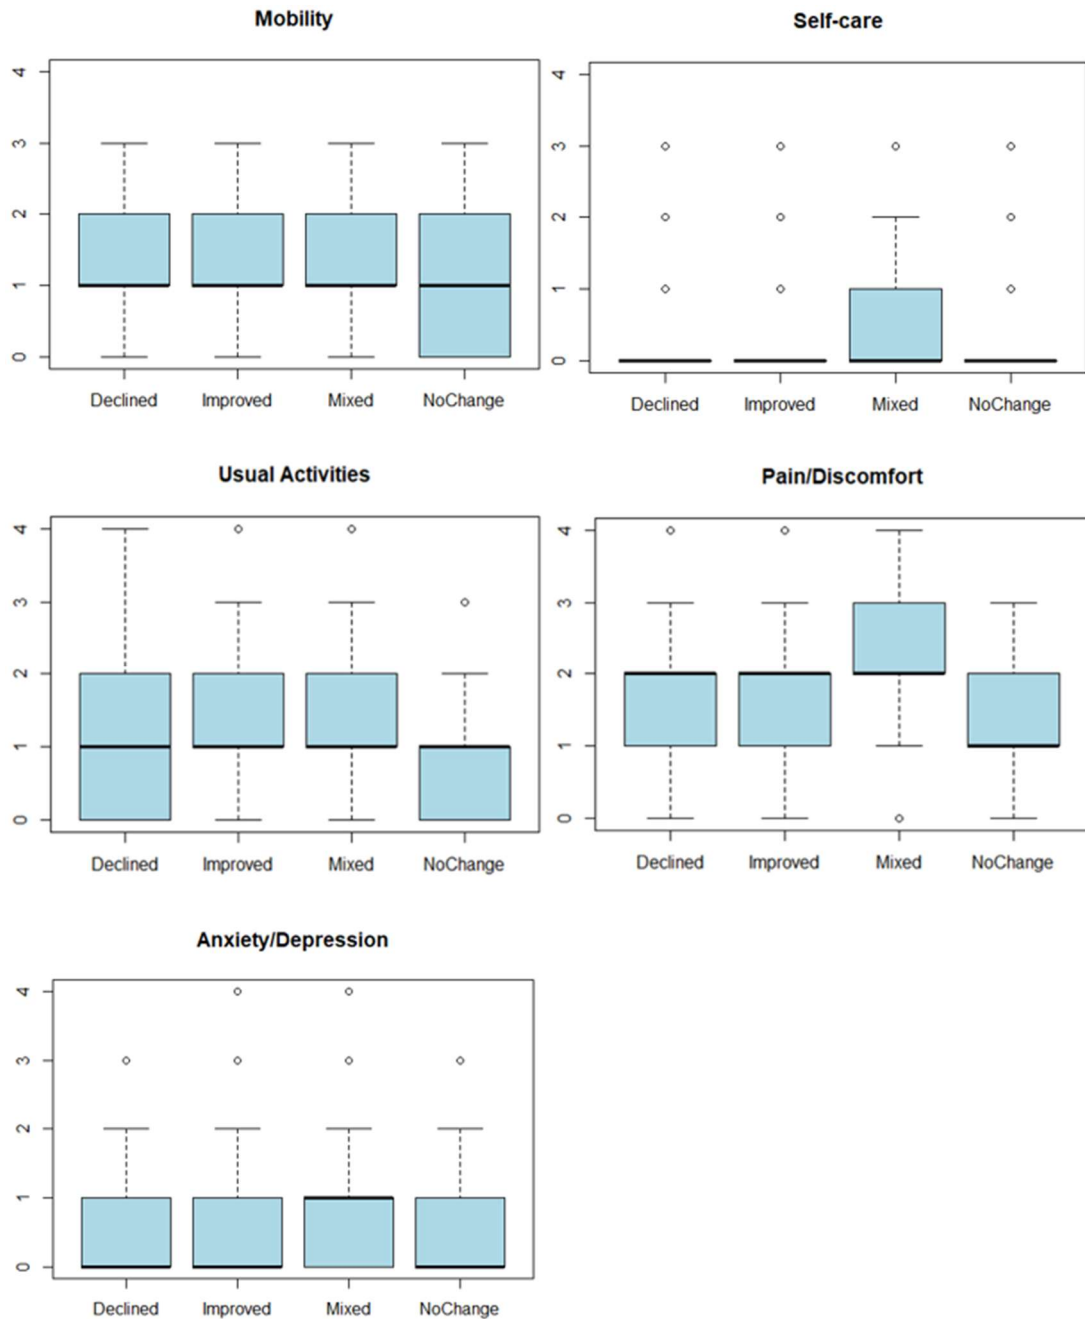 Mobility
4
3
2
1
0
Declined Improved Mixed NoChange
Self-care
4
3
2
1
0
Declined Improved Mixed NoChange
Usual Activities
4
3
2
1
0
Declined Improved Mixed NoChange
Pain/Discomfort
4
3
2
1
0
Declined Improved Mixed NoChange
Anxiety/Depression
4
3
2
1
0
Declined Improved Mixed NoChange